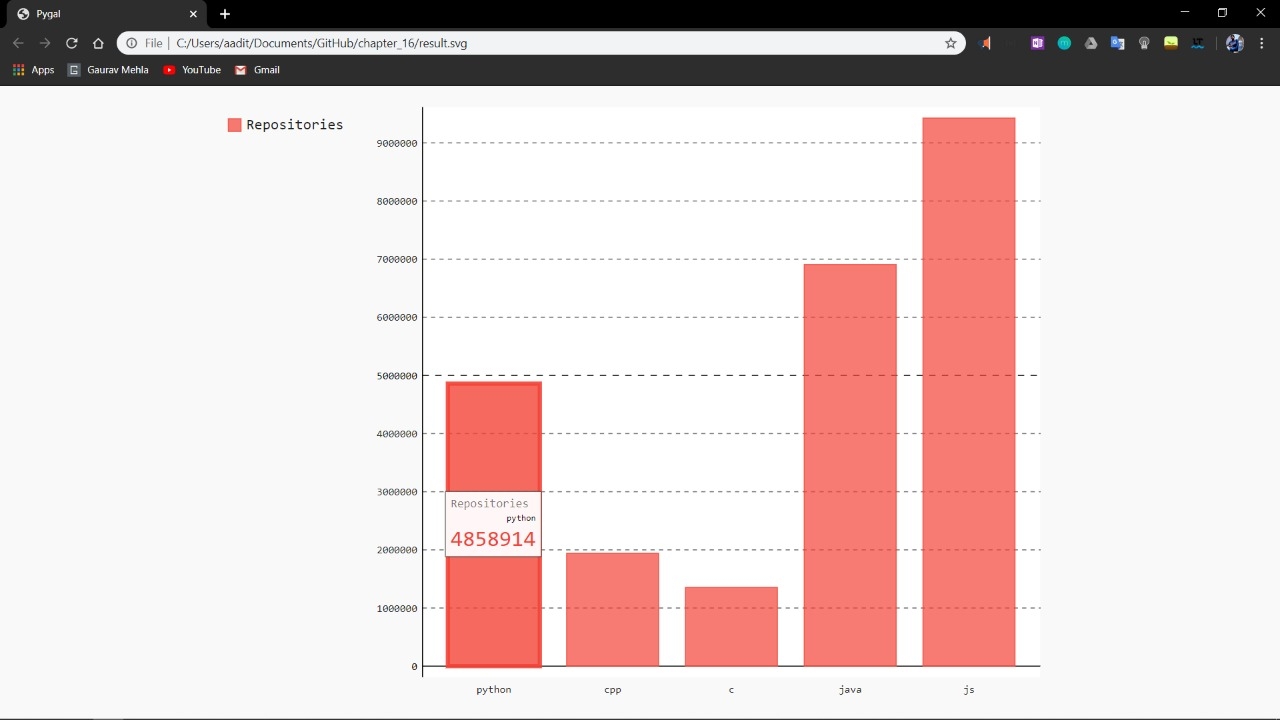 Pygal
File | C:/Users/aadit/Documents/GitHub/chapter_16/result.svg
Apps Gaurav Mehla YouTube Gmail
Repositories
9000000
8000000
7000000
6000000
5000000
4000000
3000000
2000000
1000000
0
Repositories
python
4858914
python cpp c java js